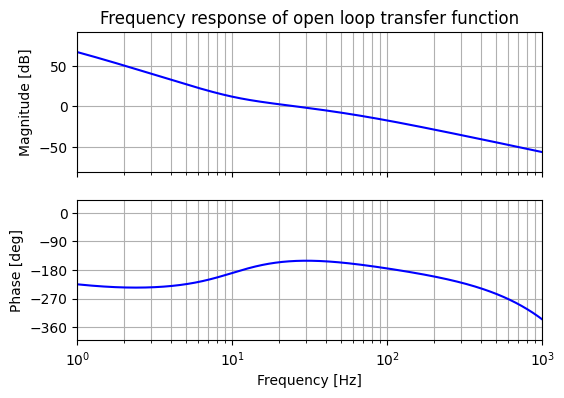 Frequency response of open loop transfer function
Magnitude [dB]
50
0
−50
Phase [deg]
0
−90
−180
−270
−360
10^0 10^1 10^2 10^3
Frequency [Hz]